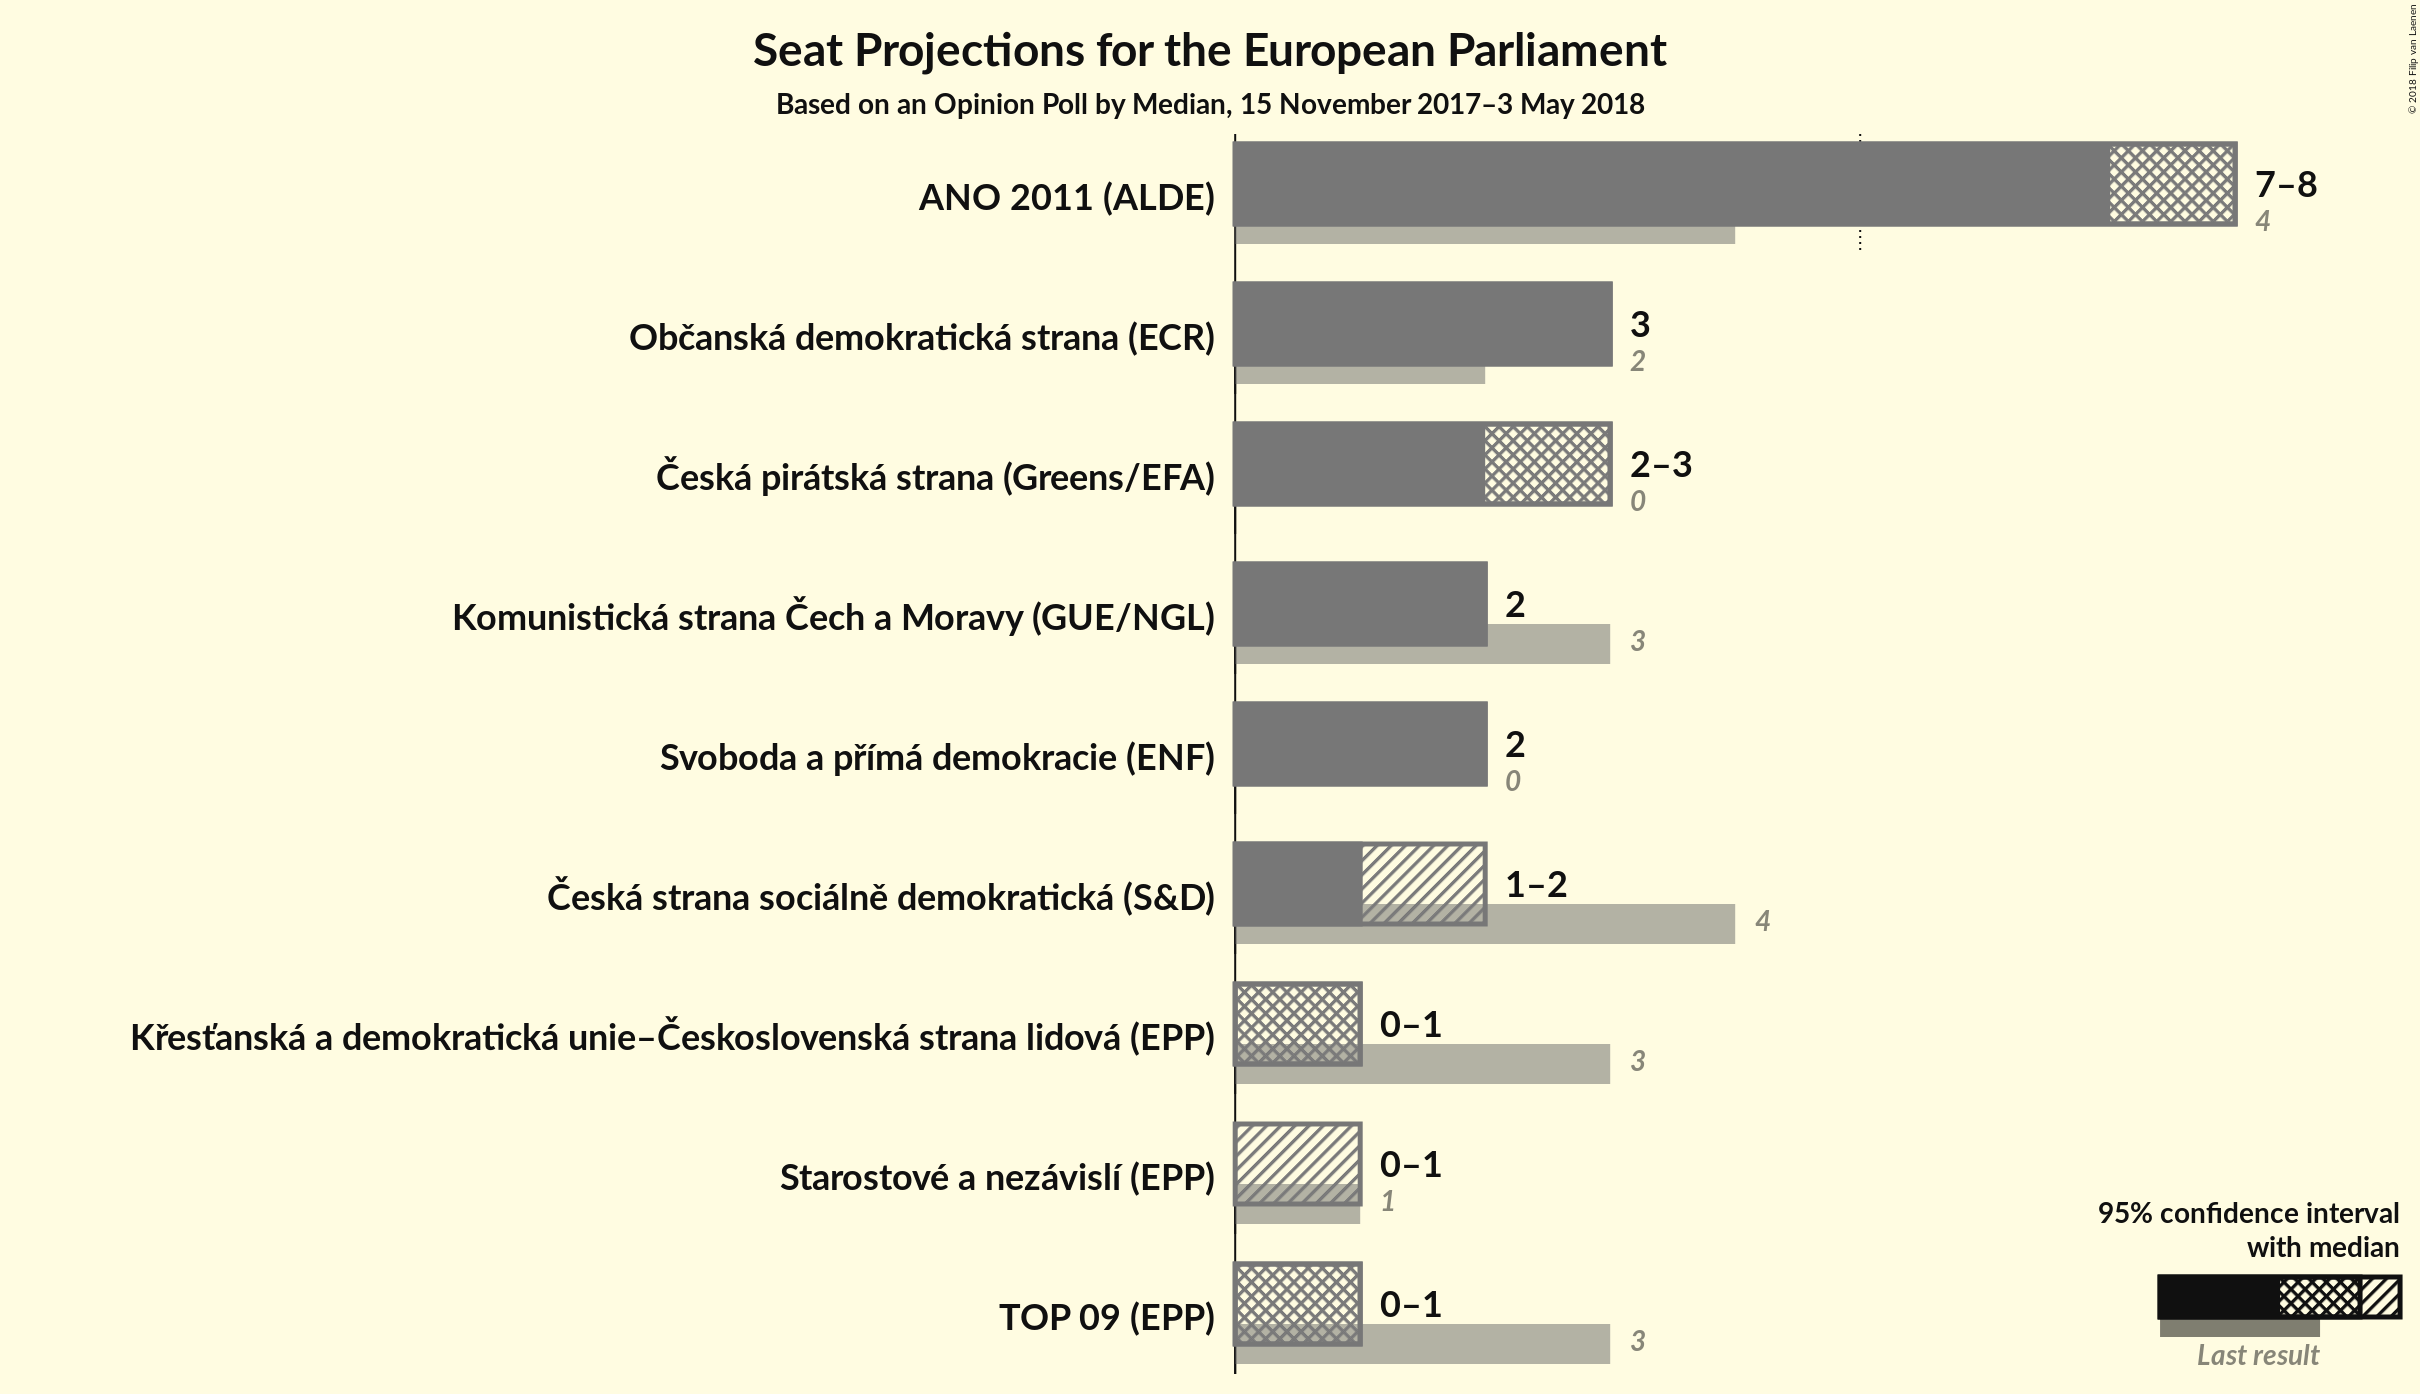 Seat Projections for the European Parliament
Based on an Opinion Poll by Median, 15 November 2017–3 May 2018
© 2018 Filip van Laenen
ANO 2011 (ALDE)
7–8
4
Občanská demokratická strana (ECR)
3
2
Česká pirátská strana (Greens/EFA)
2–3
0
Komunistická strana Čech a Moravy (GUE/NGL)
2
3
Svoboda a přímá demokracie (ENF)
2
0
Česká strana sociálně demokratická (S&D)
1–2
4
Křesťanská a demokratická unie–Československá strana lidová (EPP)
0–1
3
Starostové a nezávislí (EPP)
0–1
1
TOP 09 (EPP)
0–1
3
95% confidence interval
with median
Last result